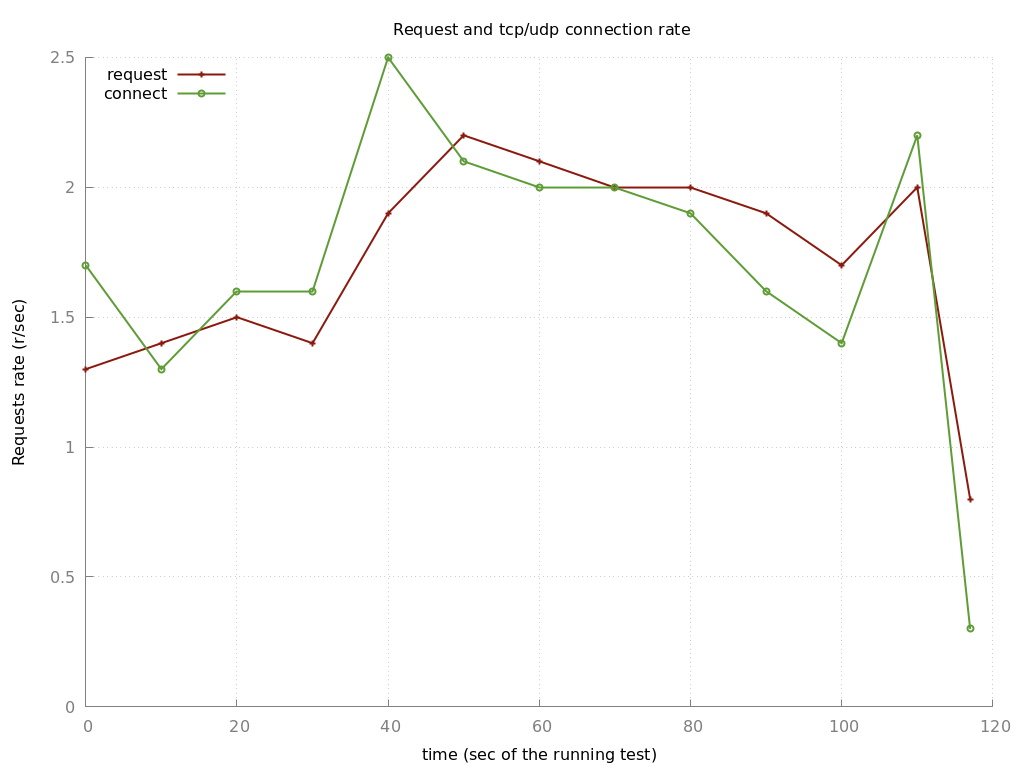 Request and tcp/udp connection rate
2.5
request
connect
2
1.5
1
0.5
0
Requests rate (r/sec)
0 20 40 60 80 100 120
time (sec of the running test)